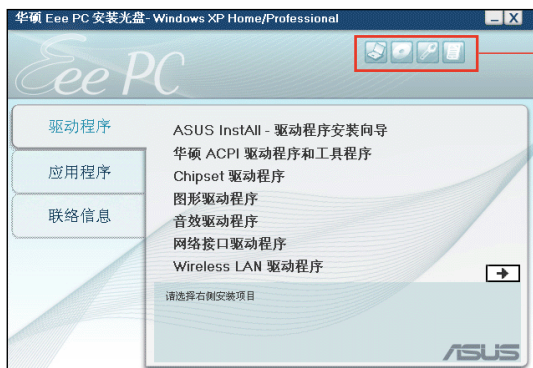 华硕 Eee PC 安装光盘- Windows XP Home/Professional
Eee PC
驱动程序
应用程序
联络信息
ASUS InstAll - 驱动程序安装向导
华硕 ACPI 驱动程序和工具程序
Chipset 驱动程序
图形驱动程序
音效驱动程序
网络接口驱动程序
Wireless LAN 驱动程序
请选择右侧安装项目
ASUS